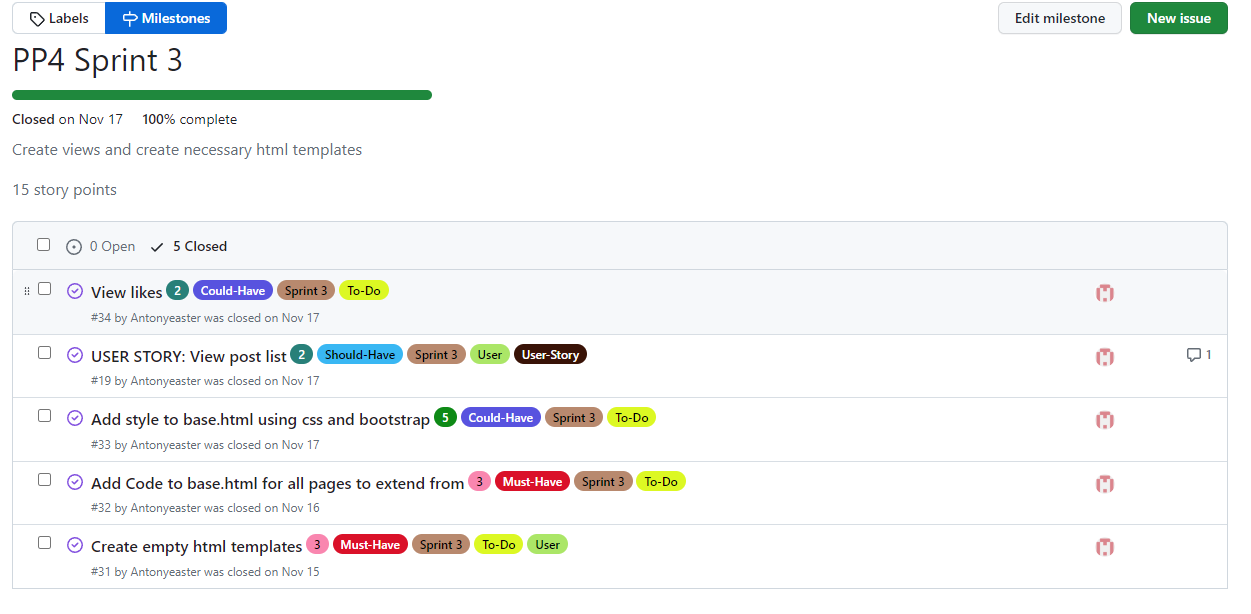 Labels Milestones Edit milestone New issue
PP4 Sprint 3
Closed on Nov 17 100% complete
Create views and create necessary html templates
15 story points
0 Open 5 Closed
View likes 2 Could-Have Sprint 3 To-Do
#34 by Antonyeaster was closed on Nov 17
USER STORY: View post list 2 Should-Have Sprint 3 User User-Story 1
#19 by Antonyeaster was closed on Nov 17
Add style to base.html using css and bootstrap 5 Could-Have Sprint 3 To-Do
#33 by Antonyeaster was closed on Nov 17
Add Code to base.html for all pages to extend from 3 Must-Have Sprint 3 To-Do
#32 by Antonyeaster was closed on Nov 16
Create empty html templates 3 Must-Have Sprint 3 To-Do User
#31 by Antonyeaster was closed on Nov 15